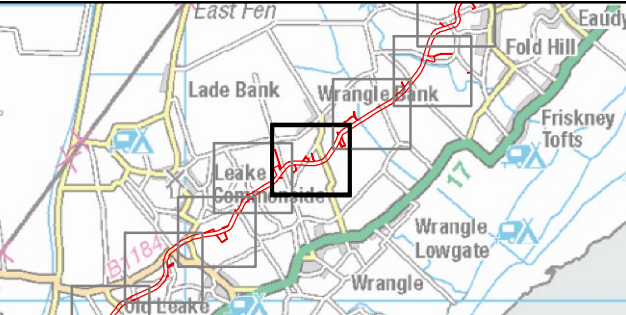 East Fen
Eaudy
Fold Hill
Lade Bank
Wrangle Bank
Friskney
Tofts
Leake
Commonside
17
Wrangle
Lowgate
B1184
Wrangle
Old Leake